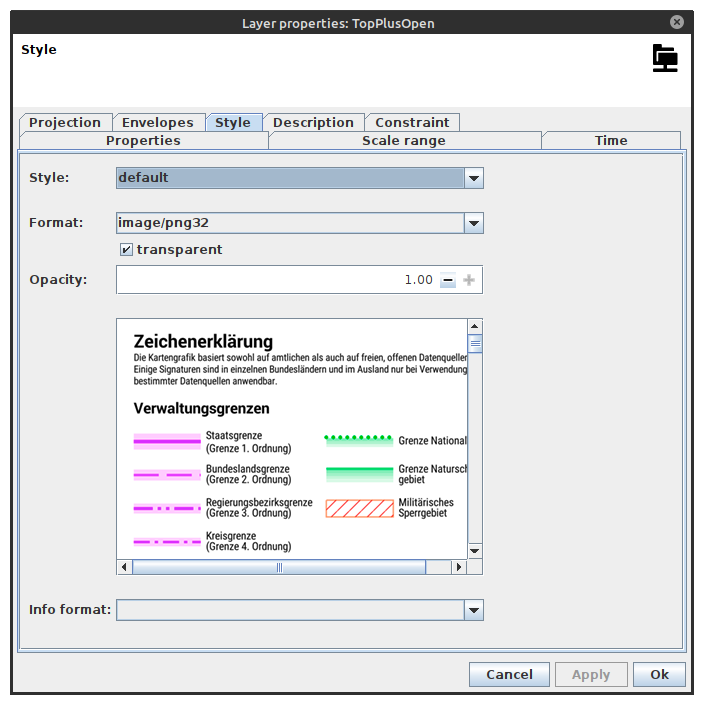 Layer properties: TopPlusOpen
Style
Projection Envelopes Style Description Constraint
Properties Scale range Time
Style: default
Format: image/png32
transparent
Opacity: 1.00
Zeichenerklärung
Die Kartengrafik basiert sowohl auf amtlichen als auch auf freien, offenen Datenqueller
Einige Signaturen sind in einzelnen Bundesländern und im Ausland nur bei Verwendung
bestimmter Datenquellen anwendbar.
Verwaltungsgrenzen
Staatsgrenze
(Grenze 1. Ordnung)
Grenze National
Bundeslandsgrenze
(Grenze 2. Ordnung)
Grenze Natursch
gebiet
Regierungsbezirksgrenze
(Grenze 3. Ordnung)
Militärisches
Sperrgebiet
Kreisgrenze
(Grenze 4. Ordnung)
Info format:
Cancel Apply Ok